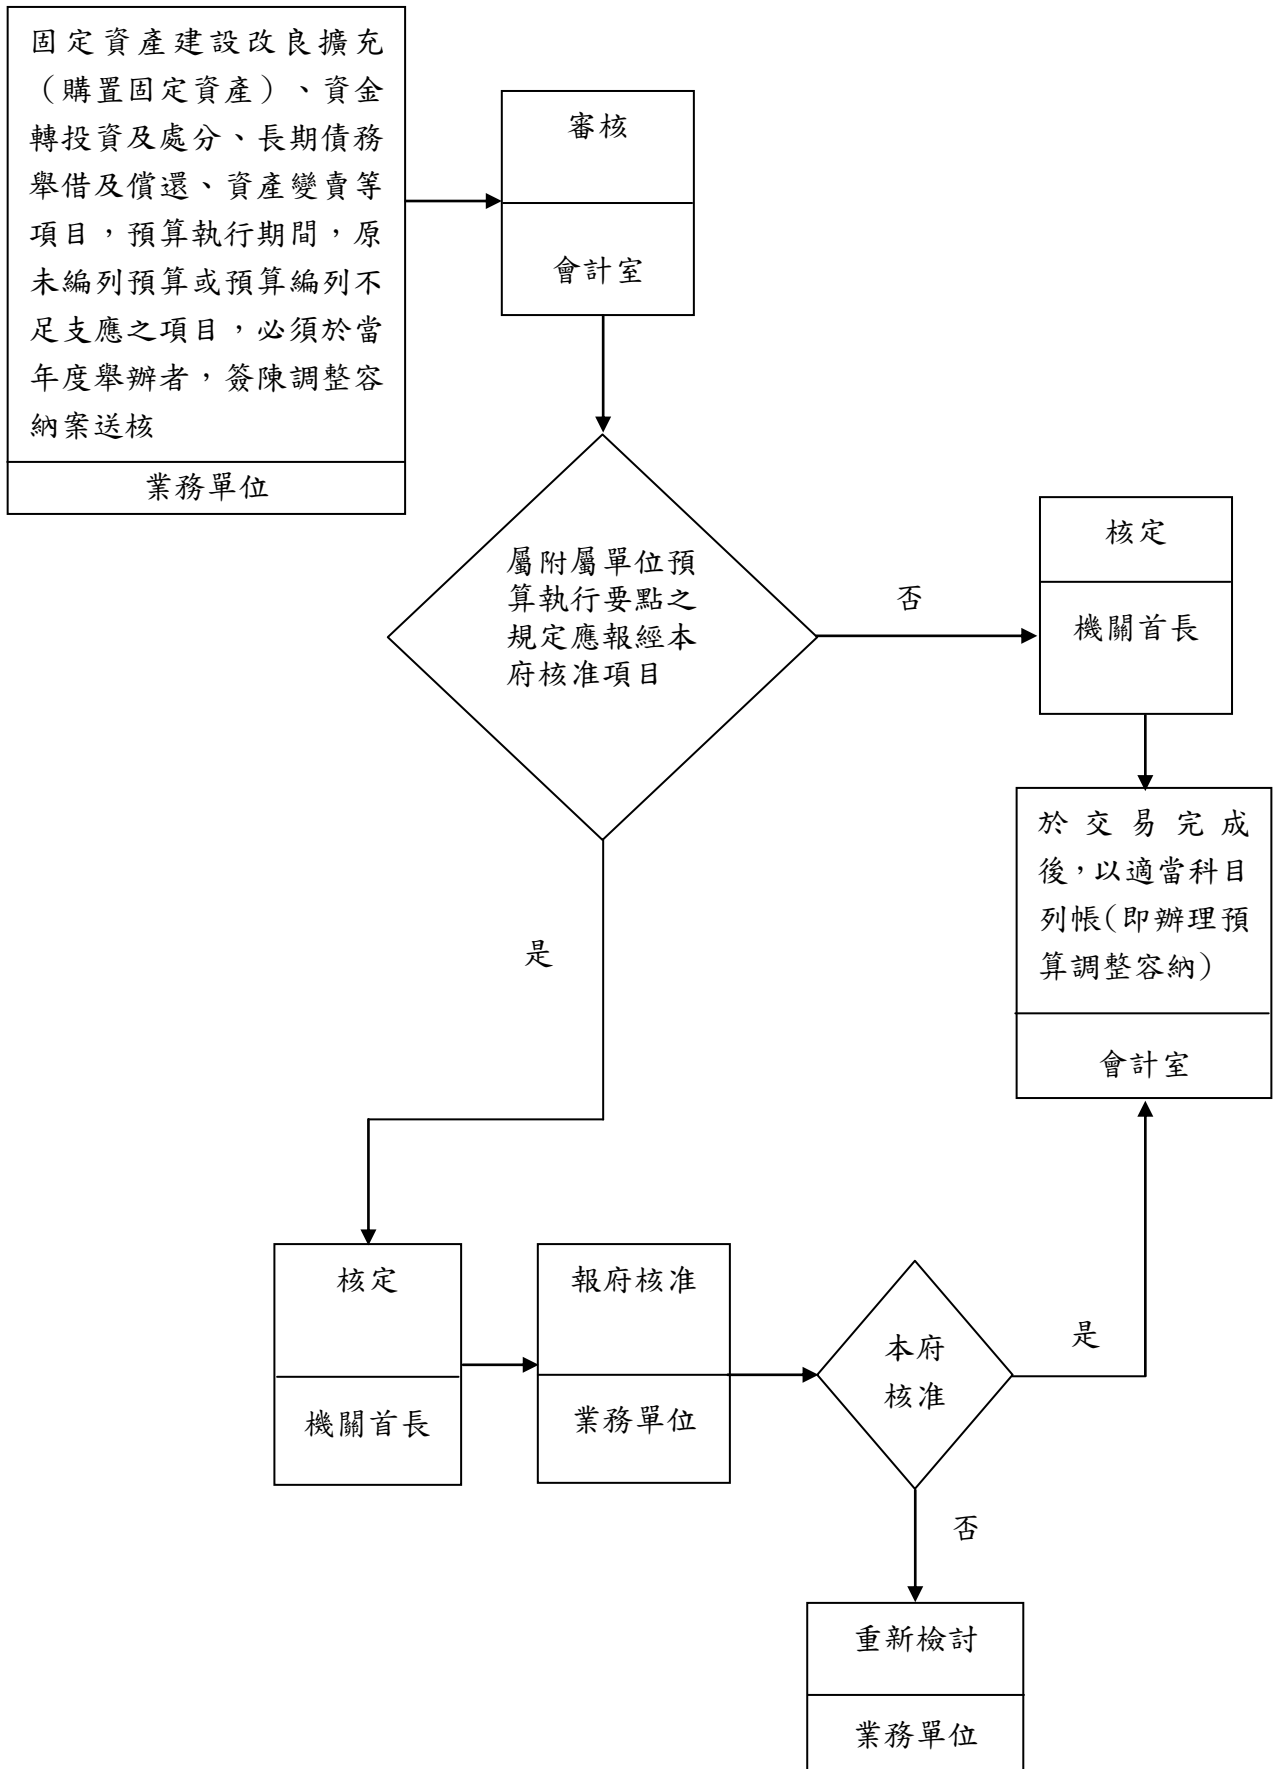 固定資產建設改良擴充
（購置固定資產）、資金
轉投資及處分、長期債務
舉借及償還、資產變賣等
項目，預算執行期間，原
未編列預算或預算編列不
足支應之項目，必須於當
年度舉辦者，簽陳調整容
納案送核
業務單位
審核
會計室
屬附屬單位預
算執行要點之
規定應報經本
府核准項目
否
核定
機關首長
於交易完成
後，以適當科目
列帳(即辦理預
算調整容納)
會計室
是
核定
機關首長
報府核准
業務單位
本府
核准
是
否
重新檢討
業務單位